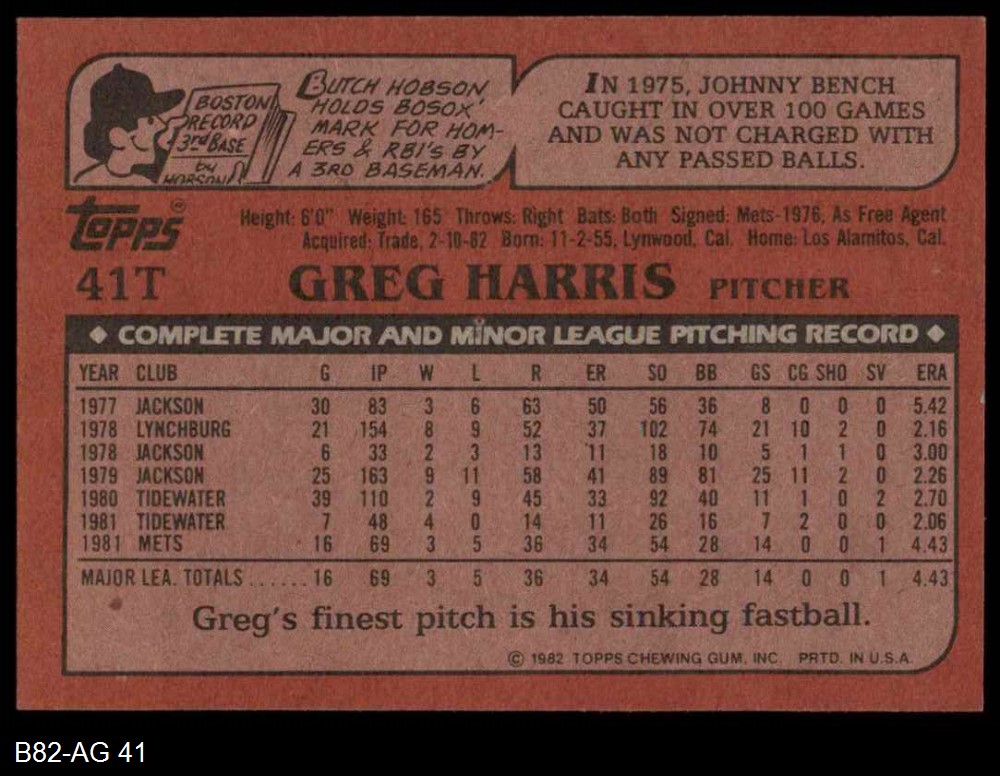 BOSTON
RECORD
3rd BASE
by
HOBSON
BUTCH HOBSON
HOLDS BOSOX'
MARK FOR HOM-
ERS & RBI'S BY
A 3RD BASEMAN.
IN 1975, JOHNNY BENCH
CAUGHT IN OVER 100 GAMES
AND WAS NOT CHARGED WITH
ANY PASSED BALLS.
TOPPS®
Height: 6'0" Weight: 165 Throws: Right Bats: Both Signed: Mets-1976, As Free Agent
Acquired: Trade, 2-10-82 Born: 11-2-55, Lynwood, Cal. Home: Los Alamitos, Cal.
41T GREG HARRIS PITCHER
◆ COMPLETE MAJOR AND MINOR LEAGUE PITCHING RECORD ◆
YEAR CLUB G IP W L R ER SO BB GS CG SHO SV ERA
1977 JACKSON 30 83 3 6 63 50 56 36 8 0 0 0 5.42
1978 LYNCHBURG 21 154 8 9 52 37 102 74 21 10 2 0 2.16
1978 JACKSON 6 33 2 3 13 11 18 10 5 1 1 0 3.00
1979 JACKSON 25 163 9 11 58 41 89 81 25 11 2 0 2.26
1980 TIDEWATER 39 110 2 9 45 33 92 40 11 1 0 2 2.70
1981 TIDEWATER 7 48 4 0 14 11 26 16 7 2 0 0 2.06
1981 METS 16 69 3 5 36 34 54 28 14 0 0 1 4.43
MAJOR LEA. TOTALS ...... 16 69 3 5 36 34 54 28 14 0 0 1 4.43
Greg's finest pitch is his sinking fastball.
© 1982 TOPPS CHEWING GUM, INC. PRTD. IN U.S.A.
B82-AG 41